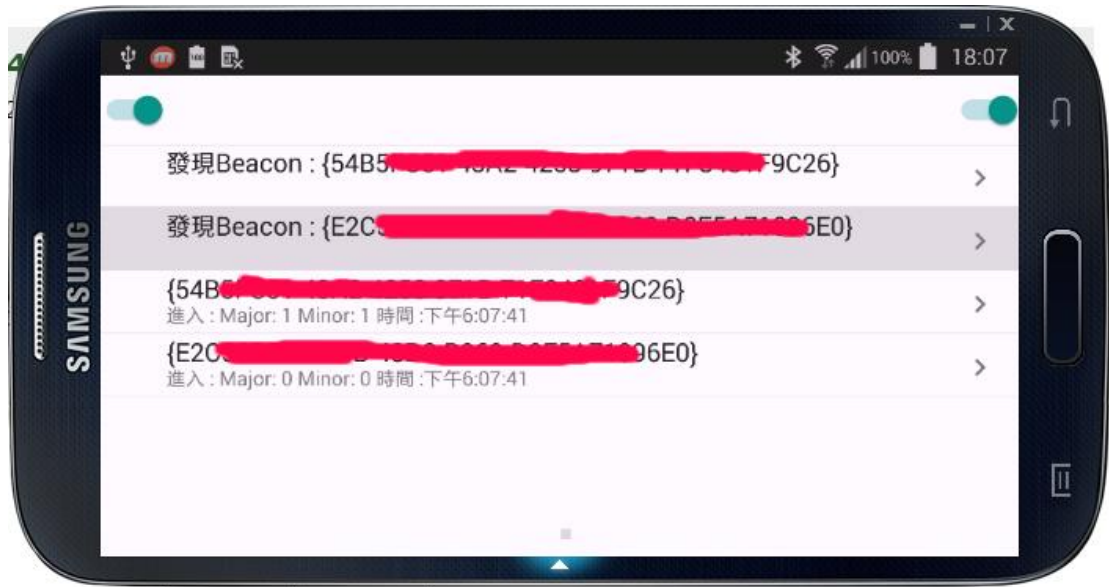 100% 18:07
發現Beacon : {54B5 F9C26}
發現Beacon : {E2C 6E0}
{54B 9C26}
進入 : Major: 1 Minor: 1 時間 :下午6:07:41
{E2C 96E0}
進入 : Major: 0 Minor: 0 時間 :下午6:07:41
SAMSUNG